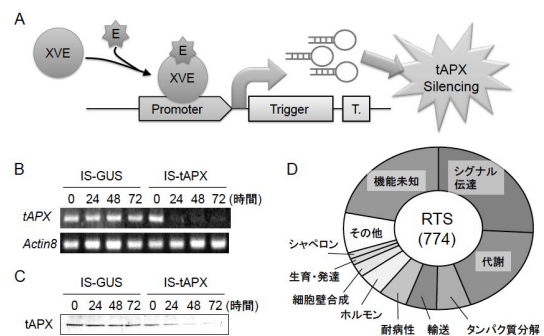 A
XVE
E
E
XVE
Promoter
Trigger
T.
tAPX
Silencing
B
IS-GUS IS-tAPX
0 24 48 72 0 24 48 72 (時間)
tAPX
Actin8
C
IS-GUS IS-tAPX
0 24 48 72 0 24 48 72 (時間)
tAPX
D
機能未知
シグナル
伝達
RTS
(774)
その他
代謝
シャペロン
生育・発達
細胞壁合成
ホルモン
耐病性
輸送
タンパク質分解